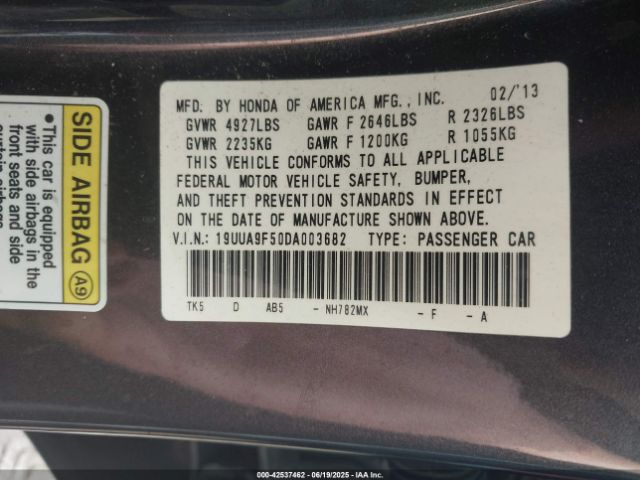 MFD. BY HONDA OF AMERICA MFG., INC. 02/'13
GVWR 4927LBS GAWR F 2646LBS R 2326LBS
GVWR 2235KG GAWR F 1200KG R 1055KG
THIS VEHICLE CONFORMS TO ALL APPLICABLE
FEDERAL MOTOR VEHICLE SAFETY, BUMPER,
AND THEFT PREVENTION STANDARDS IN EFFECT
ON THE DATE OF MANUFACTURE SHOWN ABOVE.
V.I.N.: 19UUA9F50DA003682 TYPE: PASSENGER CAR
TK5 D AB5 - NH782MX - F - A
SIDE AIRBAG A9
•This car is equipped
with side airbags in the
front seats and side
curtain airbags
000-42537462 - 06/19/2025 - IAA Inc.